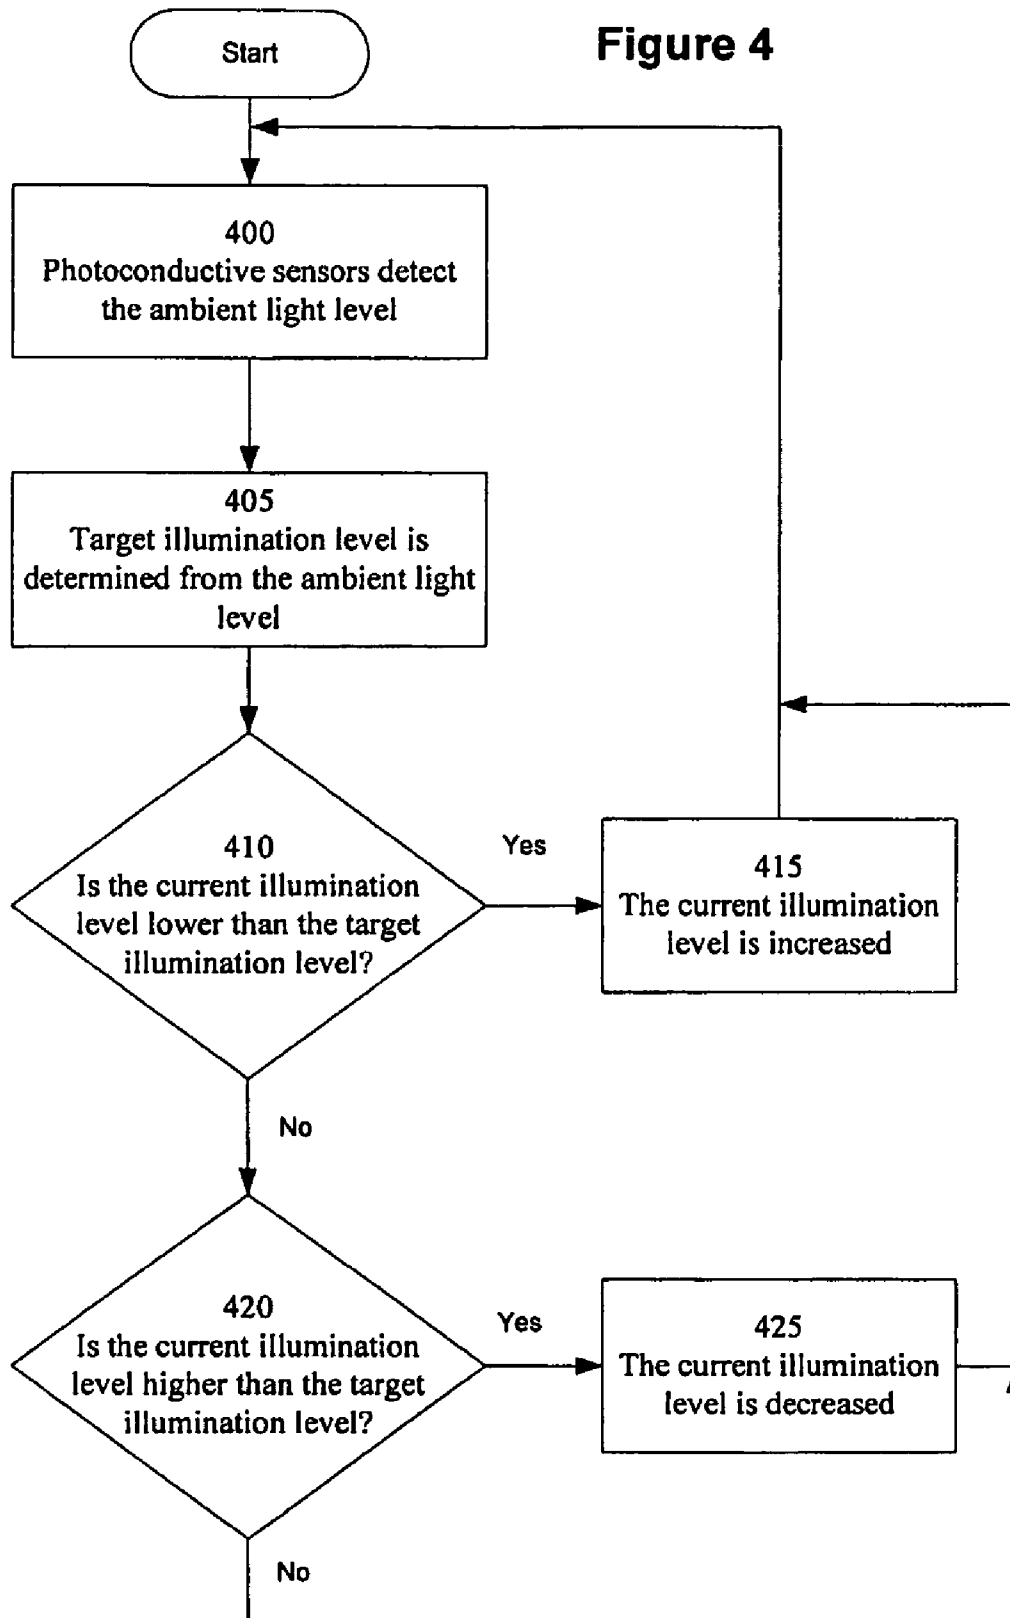 Figure 4
Start
400
Photoconductive sensors detect
the ambient light level
405
Target illumination level is
determined from the ambient light
level
410
Is the current illumination
level lower than the target
illumination level?
Yes
415
The current illumination
level is increased
No
420
Is the current illumination
level higher than the target
illumination level?
Yes
425
The current illumination
level is decreased
No